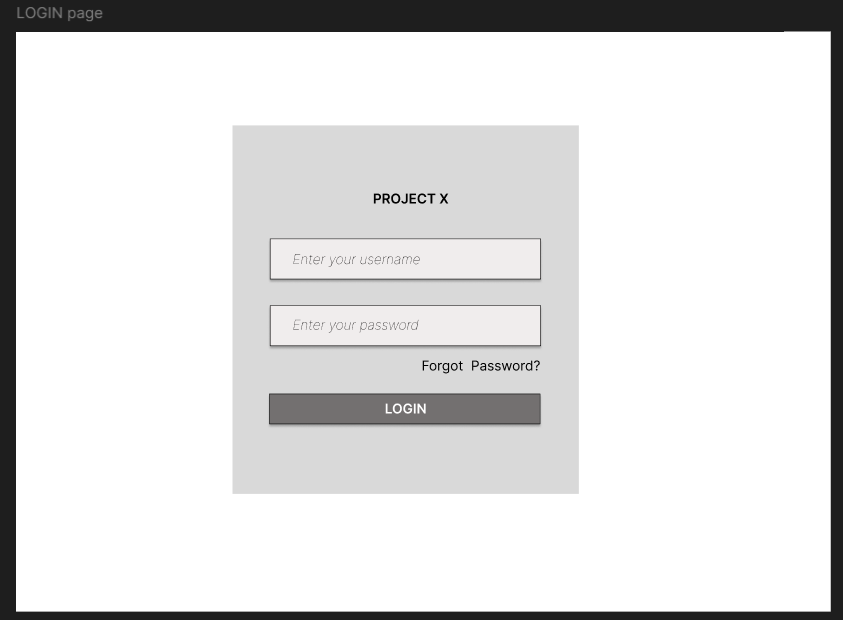 LOGIN page
PROJECT X
Enter your username
Enter your password
Forgot Password?
LOGIN